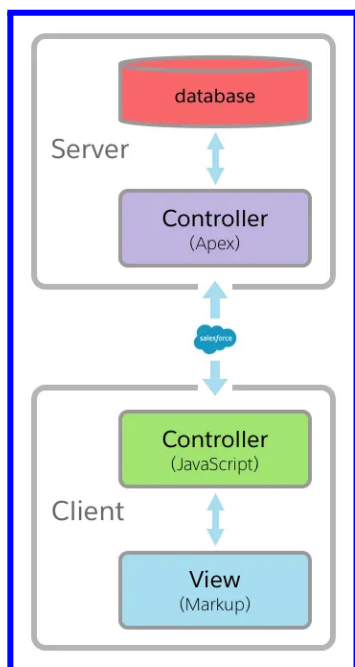 database
Server
Controller
(Apex)
salesforce
Controller
(JavaScript)
Client
View
(Markup)